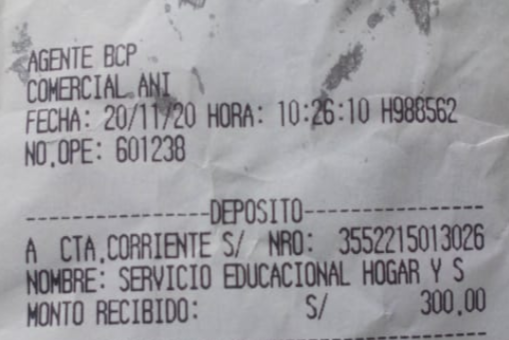 AGENTE BCP
COMERCIAL ANI
FECHA: 20/11/20 HORA: 10:26:10 H988562
NO.OPE: 601238
----------------DEPOSITO----------------
A CTA.CORRIENTE S/ NRO: 3552215013026
NOMBRE: SERVICIO EDUCACIONAL HOGAR Y S
MONTO RECIBIDO: S/ 300.00
----------------------------------------